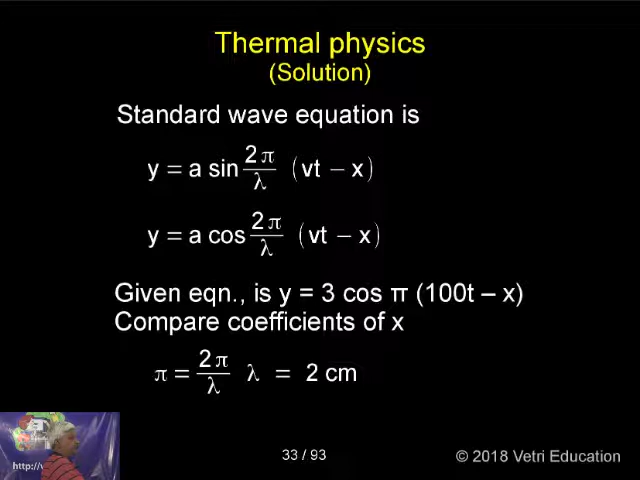 Thermal physics
(Solution)
Standard wave equation is
y = a sin 2π/λ (vt − x)
y = a cos 2π/λ (vt − x)
Given eqn., is y = 3 cos π (100t – x)
Compare coefficients of x
π = 2π/λ λ = 2 cm
http://v
33 / 93
© 2018 Vetri Education